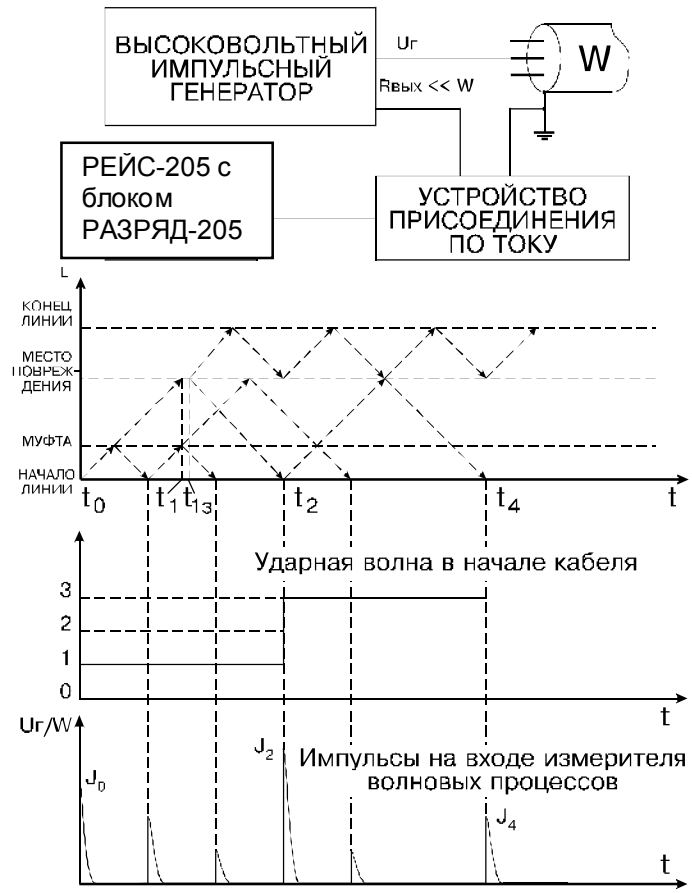 ВЫСОКОВОЛЬТНЫЙ
ИМПУЛЬСНЫЙ
ГЕНЕРАТОР
Uг
Rвых << W
W
РЕЙС-205 с
блоком
РАЗРЯД-205
УСТРОЙСТВО
ПРИСОЕДИНЕНИЯ
ПО ТОКУ
L
КОНЕЦ
ЛИНИИ
МЕСТО
ПОВРЕЖ-
ДЕНИЯ
МУФТА
НАЧАЛО
ЛИНИИ
t0
t1
t13
t2
t4
t
Ударная волна в начале кабеля
3
2
1
0
t
Uг/W
J0
J2
Импульсы на входе измерителя
волновых процессов
J4
t